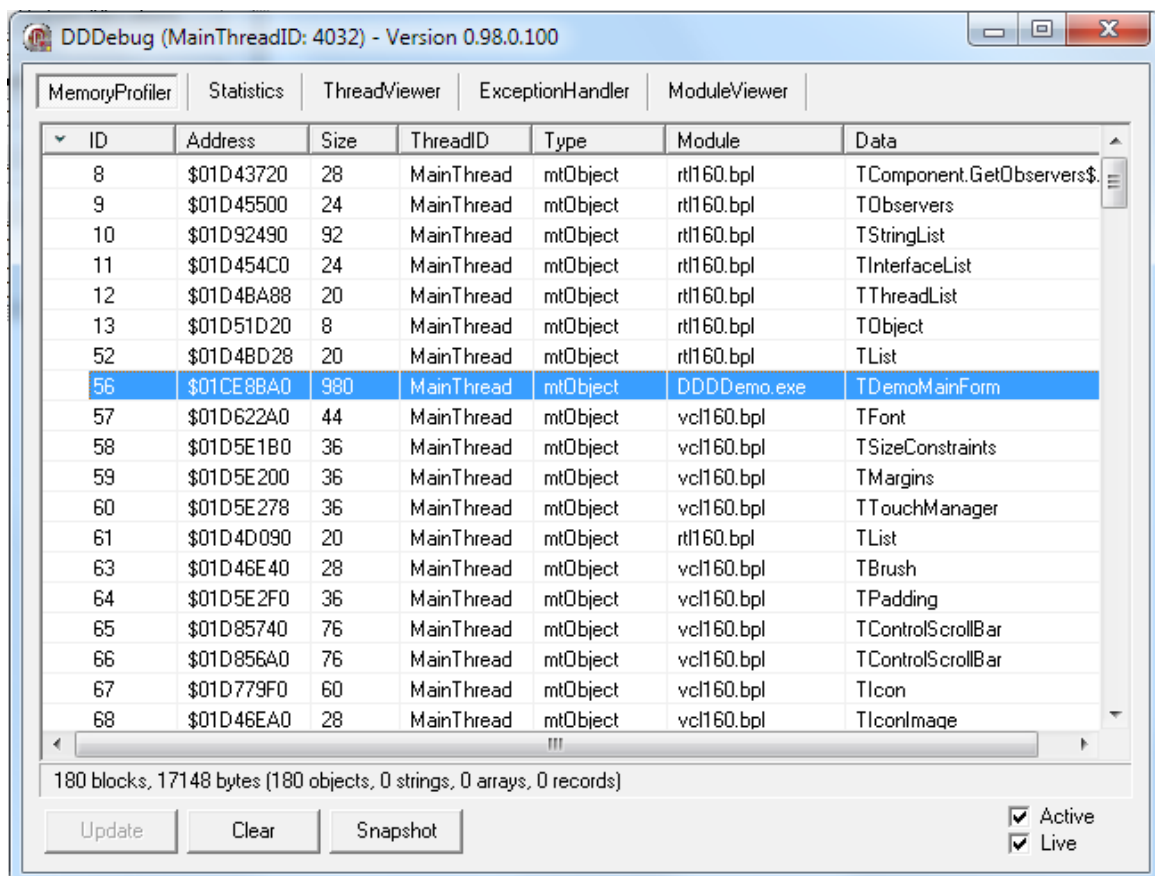 DDDebug (MainThreadID: 4032) - Version 0.98.0.100
MemoryProfiler Statistics ThreadViewer ExceptionHandler ModuleViewer
ID Address Size ThreadID Type Module Data
8 $01D43720 28 MainThread mtObject rtl160.bpl TComponent.GetObservers$.
9 $01D45500 24 MainThread mtObject rtl160.bpl TObservers
10 $01D92490 92 MainThread mtObject rtl160.bpl TStringList
11 $01D454C0 24 MainThread mtObject rtl160.bpl TInterfaceList
12 $01D4BA88 20 MainThread mtObject rtl160.bpl TThreadList
13 $01D51D20 8 MainThread mtObject rtl160.bpl TObject
52 $01D4BD28 20 MainThread mtObject rtl160.bpl TList
56 $01CE8BA0 980 MainThread mtObject DDDDemo.exe TDemoMainForm
57 $01D622A0 44 MainThread mtObject vcl160.bpl TFont
58 $01D5E1B0 36 MainThread mtObject vcl160.bpl TSizeConstraints
59 $01D5E200 36 MainThread mtObject vcl160.bpl TMargins
60 $01D5E278 36 MainThread mtObject vcl160.bpl TTouchManager
61 $01D4D090 20 MainThread mtObject rtl160.bpl TList
63 $01D46E40 28 MainThread mtObject vcl160.bpl TBrush
64 $01D5E2F0 36 MainThread mtObject vcl160.bpl TPadding
65 $01D85740 76 MainThread mtObject vcl160.bpl TControlScrollBar
66 $01D856A0 76 MainThread mtObject vcl160.bpl TControlScrollBar
67 $01D779F0 60 MainThread mtObject vcl160.bpl TIcon
68 $01D46EA0 28 MainThread mtObject vcl160.bpl TIconImage
180 blocks, 17148 bytes (180 objects, 0 strings, 0 arrays, 0 records)
Update Clear Snapshot Active
Live